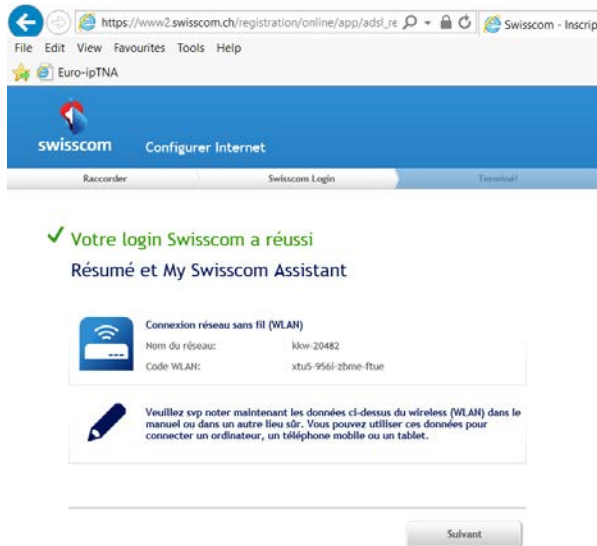 https://www2.swisscom.ch/registration/online/app/adsl_re
Swisscom - Inscrip
File Edit View Favourites Tools Help
Euro-ipTNA
swisscom
Configurer Internet
Raccorder
Swisscom Login
Terminé!
Votre login Swisscom a réussi
Résumé et My Swisscom Assistant
Connexion réseau sans fil (WLAN)
Nom du réseau: kkw-20482
Code WLAN: xtu5-956i-zbme-ftue
Veuillez svp noter maintenant les données ci-dessus du wireless (WLAN) dans le
manuel ou dans un autre lieu sûr. Vous pouvez utiliser ces données pour
connecter un ordinateur, un téléphone mobile ou un tablet.
Suivant